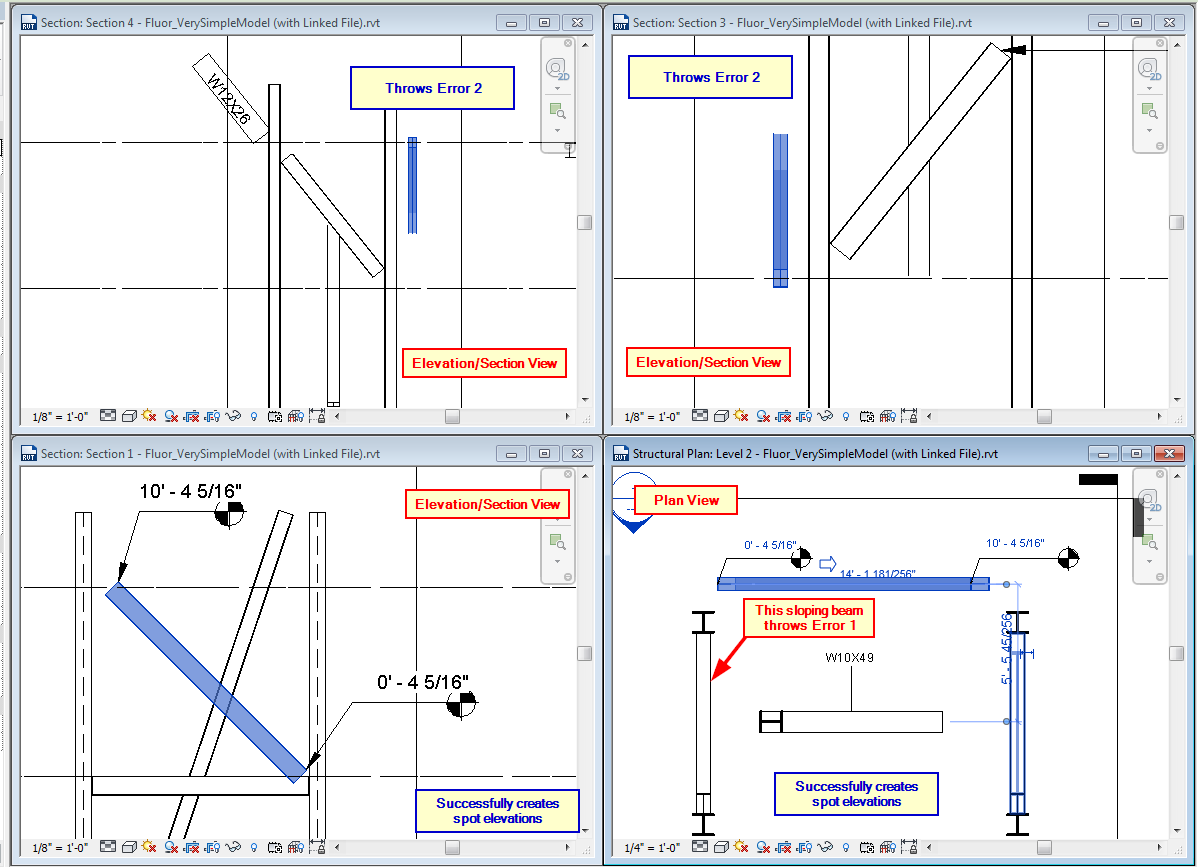 Section: Section 4 - Fluor_VerySimpleModel (with Linked File).rvt
W12X26
Throws Error 2
2D
Elevation/Section View
1/8" = 1'-0"
Section: Section 3 - Fluor_VerySimpleModel (with Linked File).rvt
Throws Error 2
2D
Elevation/Section View
1/8" = 1'-0"
Section: Section 1 - Fluor_VerySimpleModel (with Linked File).rvt
10' - 4 5/16"
Elevation/Section View
0' - 4 5/16"
Successfully creates
spot elevations
1/8" = 1'-0"
Structural Plan: Level 2 - Fluor_VerySimpleModel (with Linked File).rvt
Plan View
2D
0' - 4 5/16"
10' - 4 5/16"
14' - 1 181/256"
This sloping beam
throws Error 1
5' - 5 45/256
W10X49
Successfully creates
spot elevations
1/4" = 1'-0"